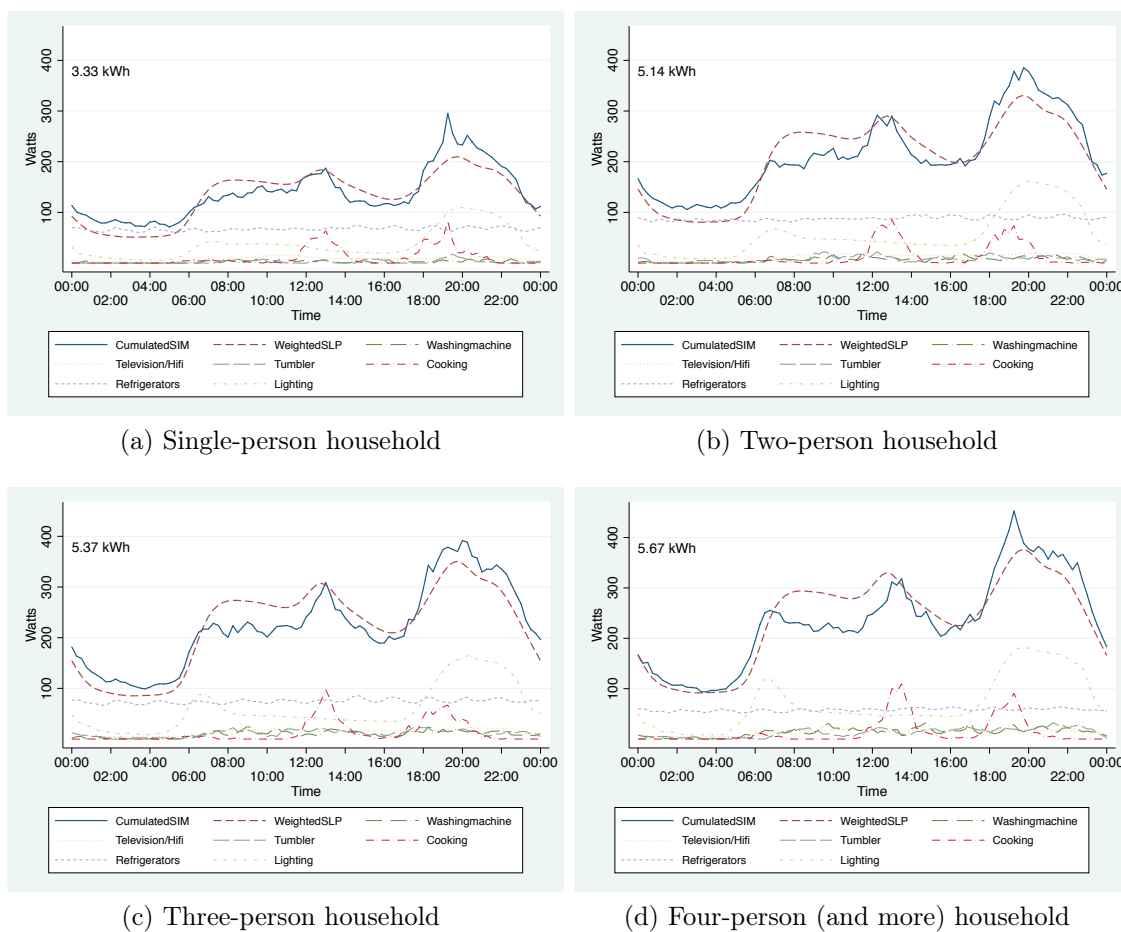 400
300
200
100
Watts
3.33 kWh
00:00 02:00 04:00 06:00 08:00 10:00 12:00 14:00 16:00 18:00 20:00 22:00 00:00
Time
CumulatedSIM WeightedSLP Washingmachine
Television/Hifi Tumbler Cooking
Refrigerators Lighting
(a) Single-person household
400
300
200
100
Watts
5.14 kWh
00:00 02:00 04:00 06:00 08:00 10:00 12:00 14:00 16:00 18:00 20:00 22:00 00:00
Time
CumulatedSIM WeightedSLP Washingmachine
Television/Hifi Tumbler Cooking
Refrigerators Lighting
(b) Two-person household
400
300
200
100
Watts
5.37 kWh
00:00 02:00 04:00 06:00 08:00 10:00 12:00 14:00 16:00 18:00 20:00 22:00 00:00
Time
CumulatedSIM WeightedSLP Washingmachine
Television/Hifi Tumbler Cooking
Refrigerators Lighting
(c) Three-person household
400
300
200
100
Watts
5.67 kWh
00:00 02:00 04:00 06:00 08:00 10:00 12:00 14:00 16:00 18:00 20:00 22:00 00:00
Time
CumulatedSIM WeightedSLP Washingmachine
Television/Hifi Tumbler Cooking
Refrigerators Lighting
(d) Four-person (and more) household